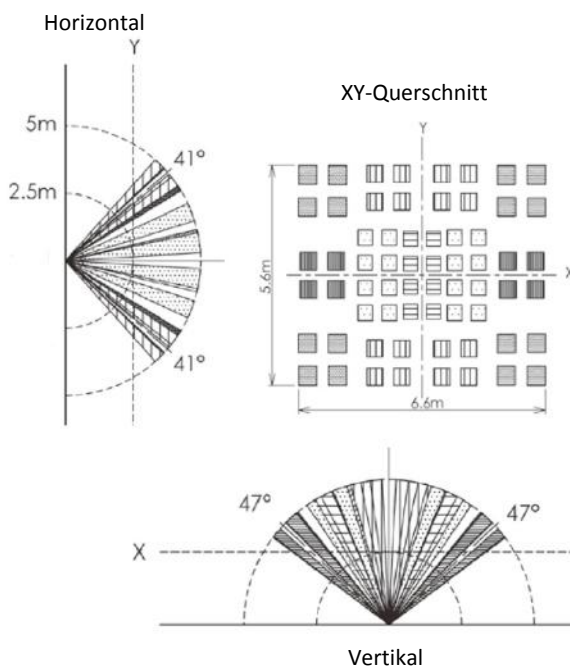 Horizontal
Y
5m
2.5m
41°
41°
XY-Querschnitt
Y
X
5.6m
6.6m
47°
47°
X
Vertikal